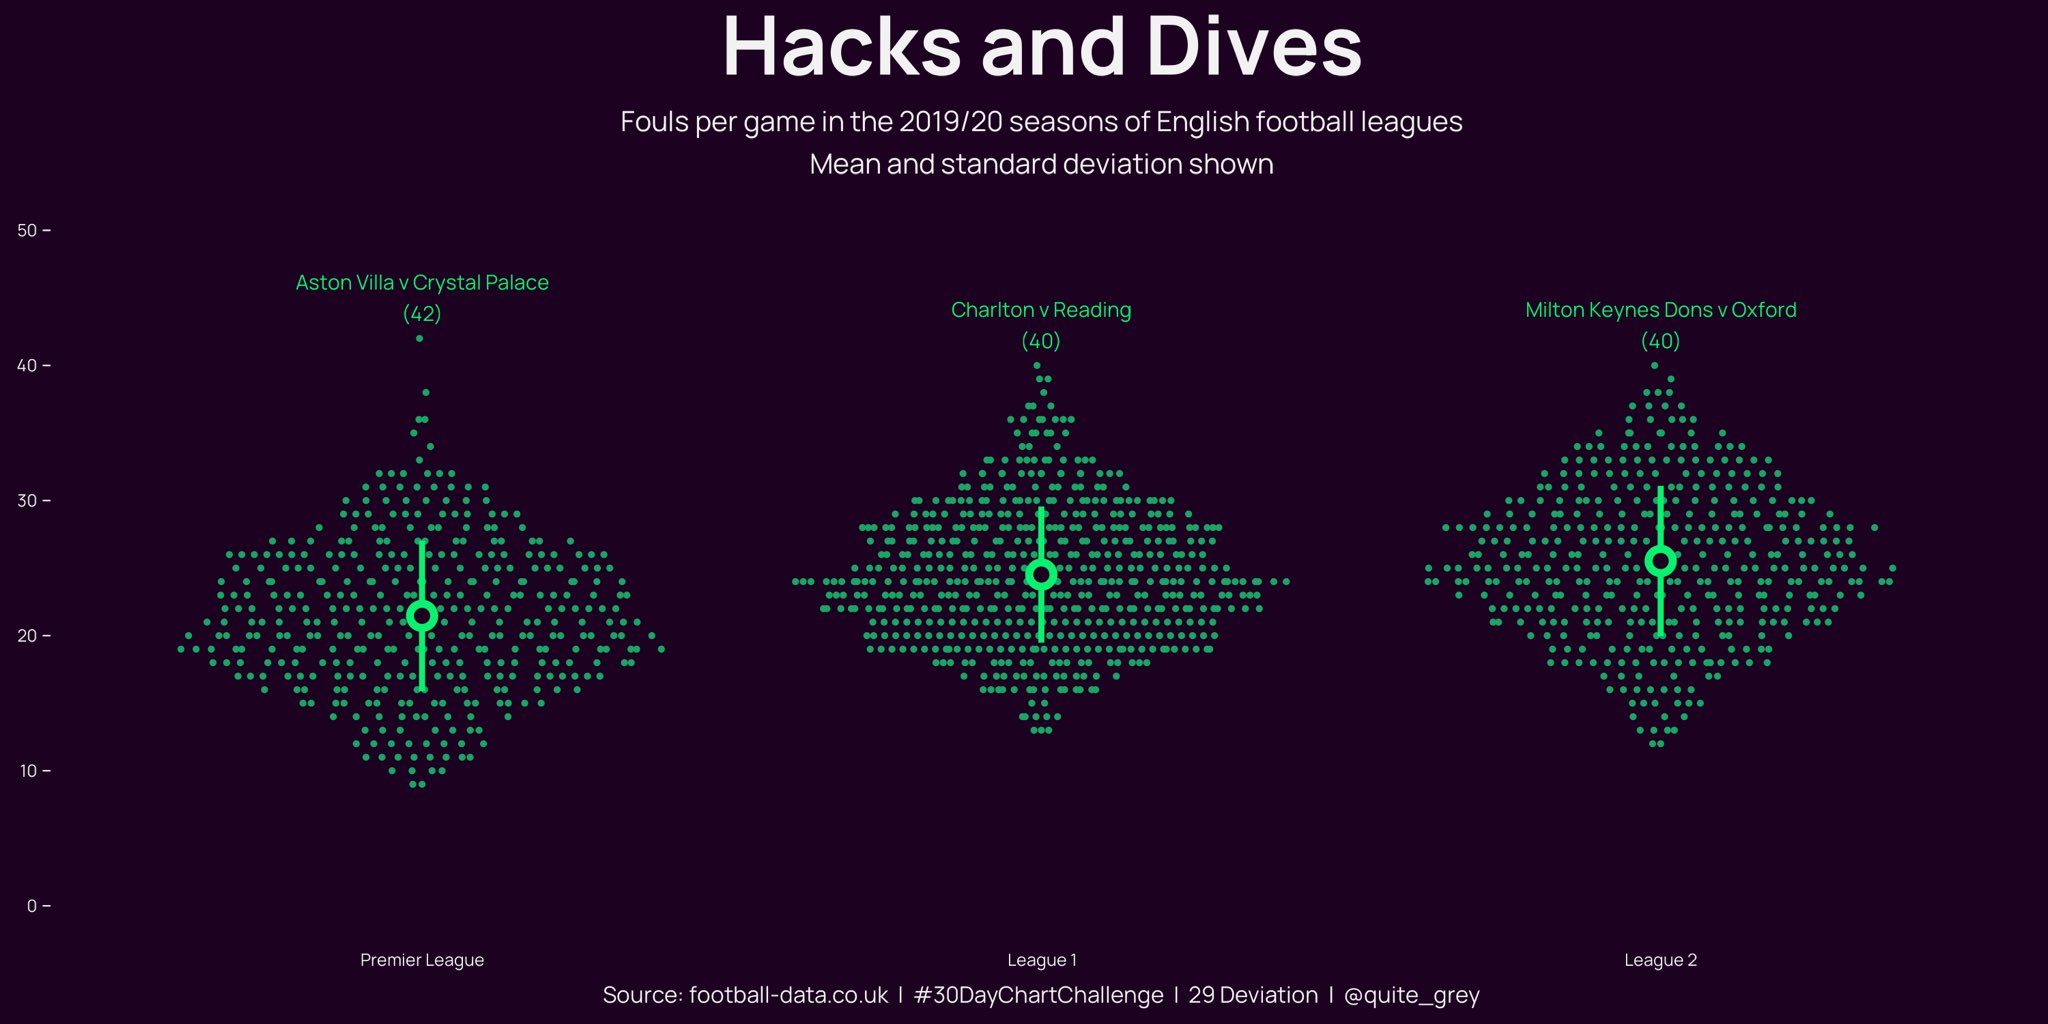 Hacks and Dives
Fouls per game in the 2019/20 seasons of English football leagues
Mean and standard deviation shown
50
Aston Villa v Crystal Palace
(42)
Charlton v Reading
(40)
Milton Keynes Dons v Oxford
(40)
40
30
20
10
0
Premier League
League 1
League 2
Source: football-data.co.uk | #30DayChartChallenge | 29 Deviation | @quite_grey